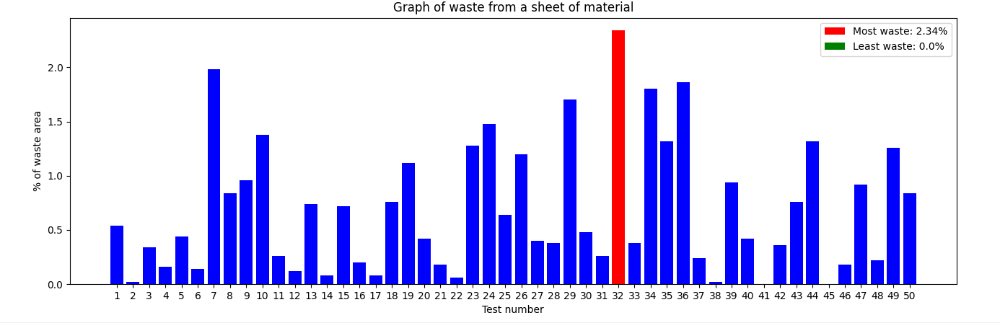 Graph of waste from a sheet of material
Most waste: 2.34%
Least waste: 0.0%
% of waste area
2.0
1.5
1.0
0.5
0.0
1 2 3 4 5 6 7 8 9 10 11 12 13 14 15 16 17 18 19 20 21 22 23 24 25 26 27 28 29 30 31 32 33 34 35 36 37 38 39 40 41 42 43 44 45 46 47 48 49 50
Test number